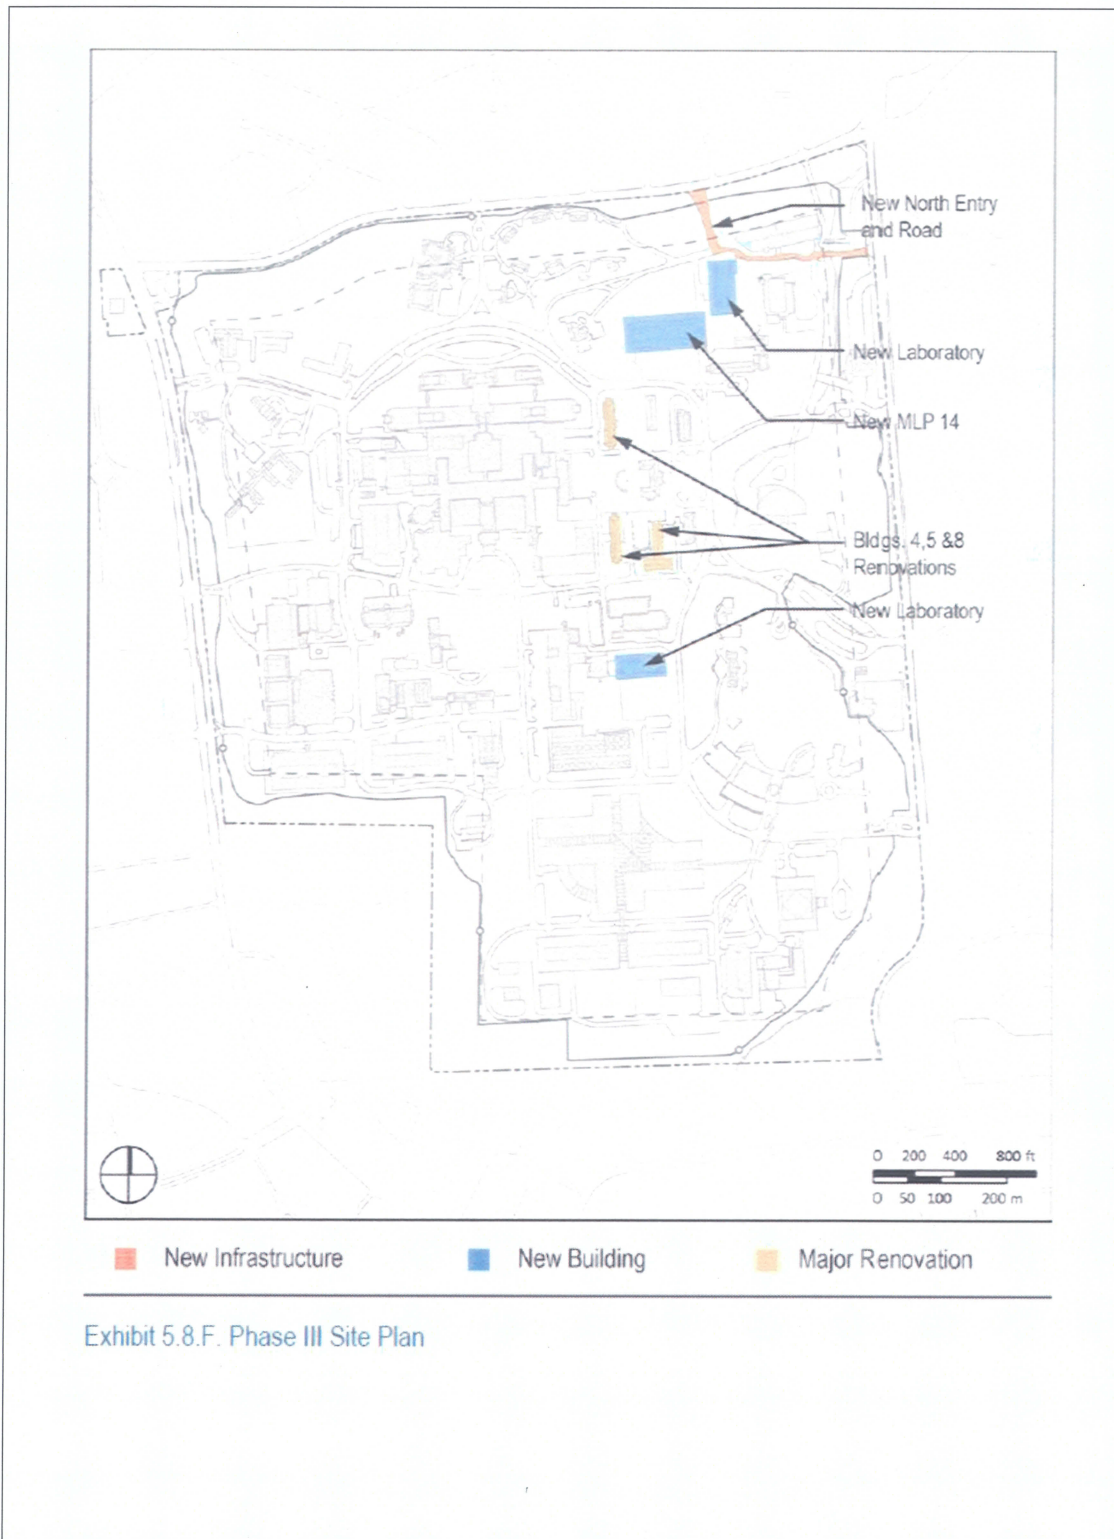 New North Entry
and Road
New Laboratory
New MLP 14
Bldgs. 4,5 &8
Renovations
New Laboratory
0 200 400 800 ft
0 50 100 200 m
New Infrastructure
New Building
Major Renovation
Exhibit 5.8.F. Phase III Site Plan